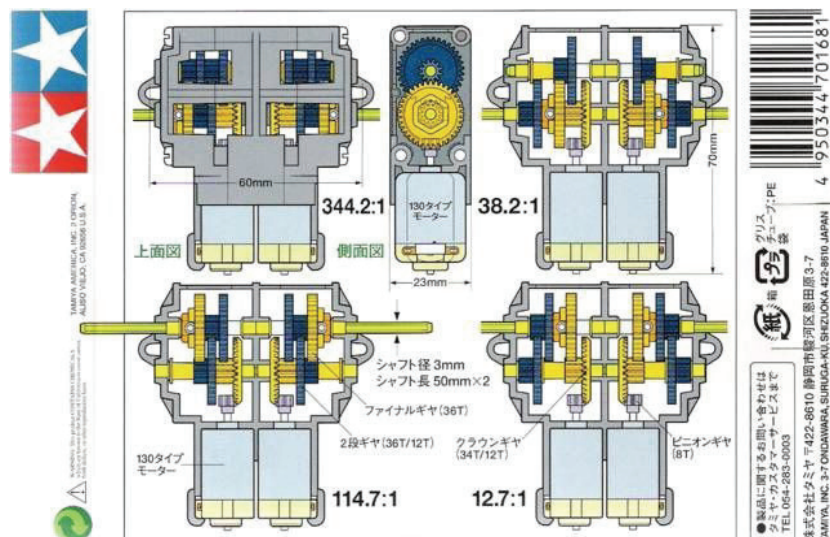 60mm
344.2:1
上面図
側面図
130タイプ
モーター
23mm
38.2:1
70mm
シャフト径 3mm
シャフト長 50mm×2
ファイナルギヤ(36T)
2段ギヤ(36T/12T)
130タイプ
モーター
114.7:1
クラウンギヤ
(34T/12T)
ピニオンギヤ
(8T)
12.7:1
TAMIYA AMERICA, INC. 2 ORION,
ALISO VIEJO, CA 92656 U.S.A.
4 950344 701681
グリス
チューブ:PE
袋
プラ
紙
箱
●製品に関するお問い合わせは
タミヤ・カスタマーサービスまで
TEL 054-283-0003
株式会社タミヤ 〒422-8610 静岡市駿河区恩田原3-7
TAMIYA, INC. 3-7 ONDAWARA, SURUGA-KU, SHIZUOKA 422-8610 JAPAN